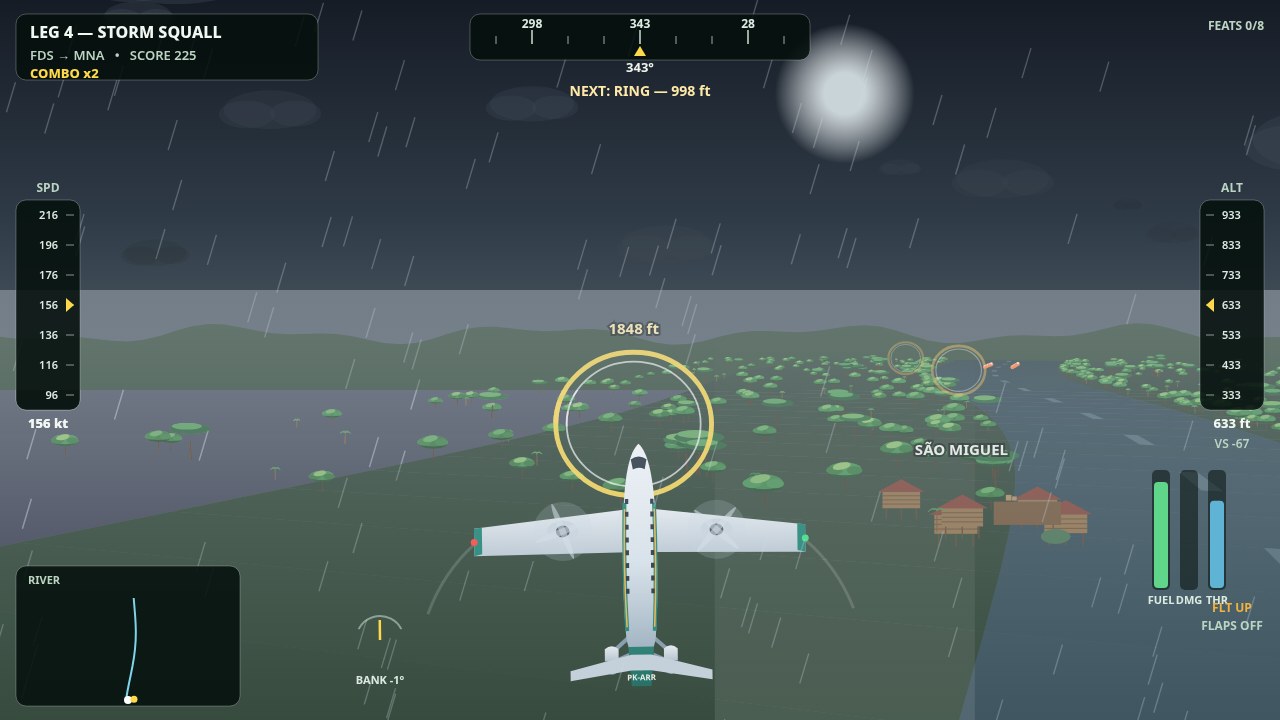 LEG 4 — STORM SQUALL
FDS → MNA • SCORE 225
COMBO x2
298 343 28
343°
NEXT: RING — 998 ft
FEATS 0/8
SPD
216
196
176
156
136
116
96
156 kt
ALT
933
833
733
633
533
433
333
633 ft
VS -67
1848 ft
SÃO MIGUEL
FUEL DMG THR
FLT UP
FLAPS OFF
RIVER
BANK -1°
PK-ARR